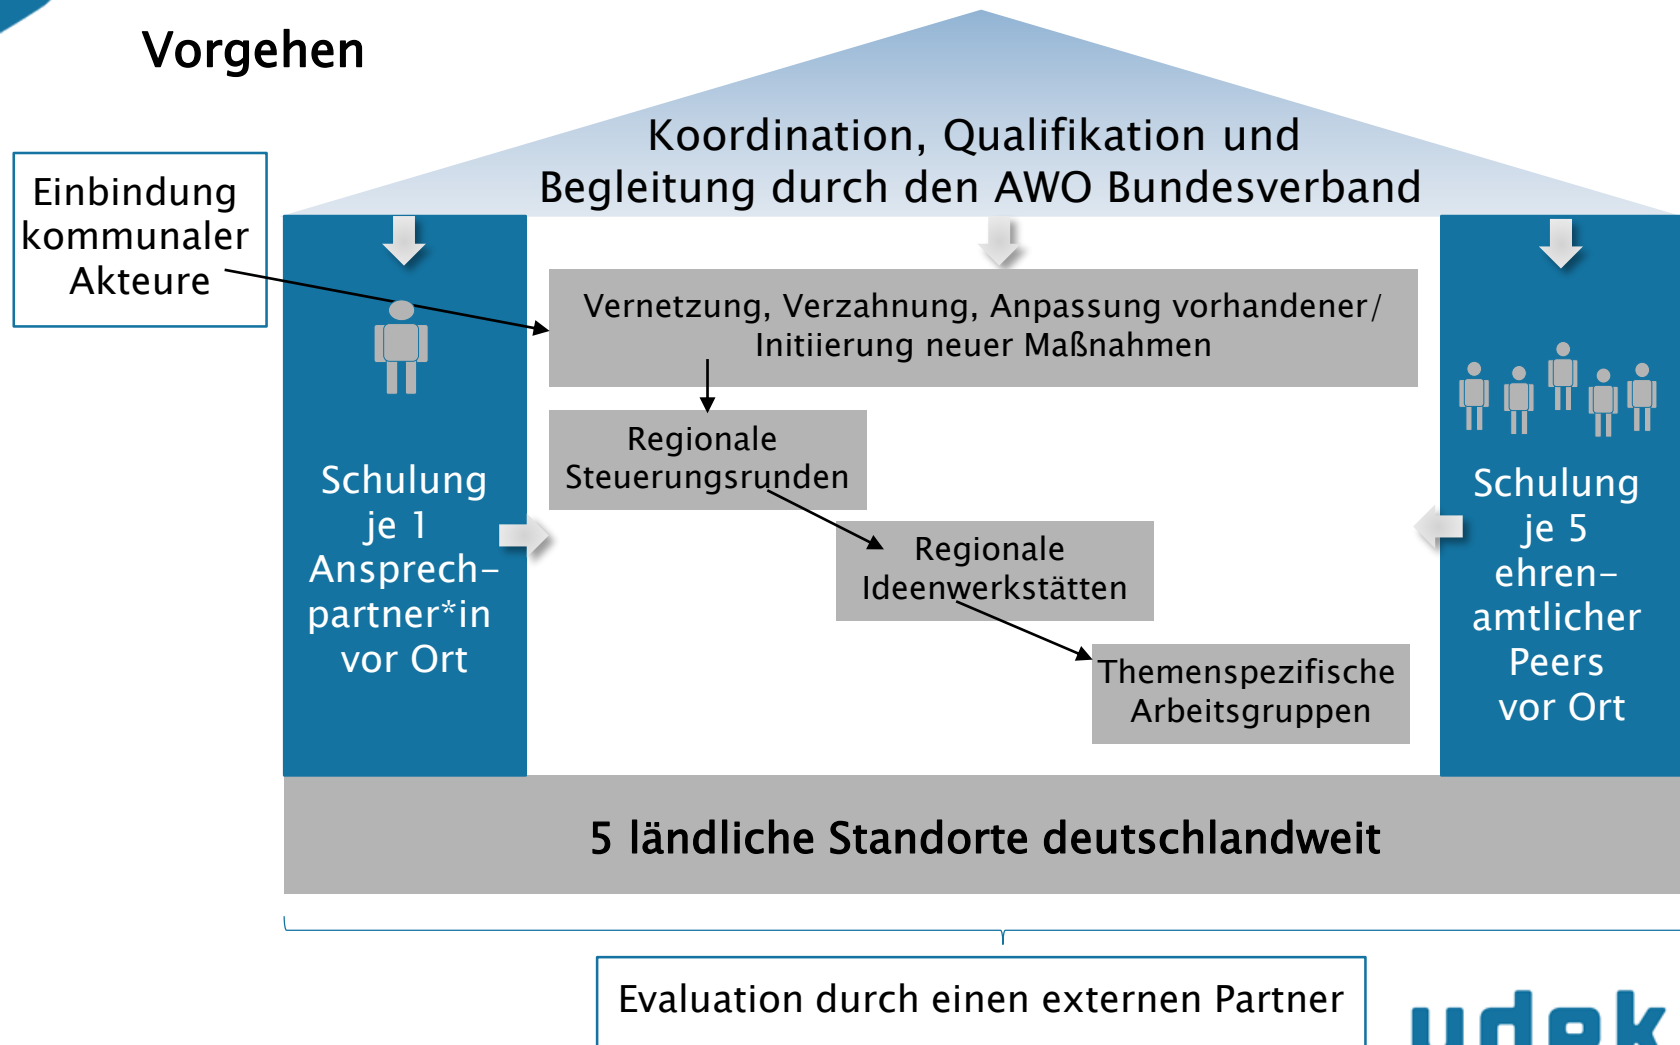 Vorgehen
Koordination, Qualifikation und
Begleitung durch den AWO Bundesverband
Einbindung
kommunaler
Akteure
Vernetzung, Verzahnung, Anpassung vorhandener/
Initiierung neuer Maßnahmen
Regionale
Steuerungsrunden
Regionale
Ideenwerkstätten
Themenspezifische
Arbeitsgruppen
Schulung
je 1
Ansprech-
partner*in
vor Ort
Schulung
je 5
ehren-
amtlicher
Peers
vor Ort
5 ländliche Standorte deutschlandweit
Evaluation durch einen externen Partner